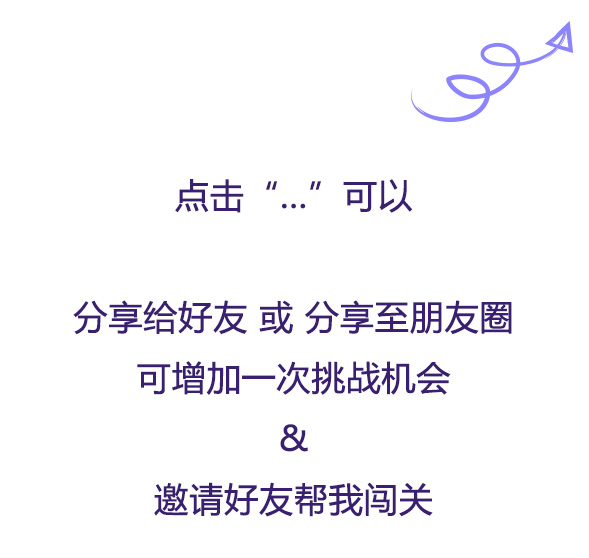 点击“...”可以
分享给好友 或 分享至朋友圈
可增加一次挑战机会
&
邀请好友帮我闯关